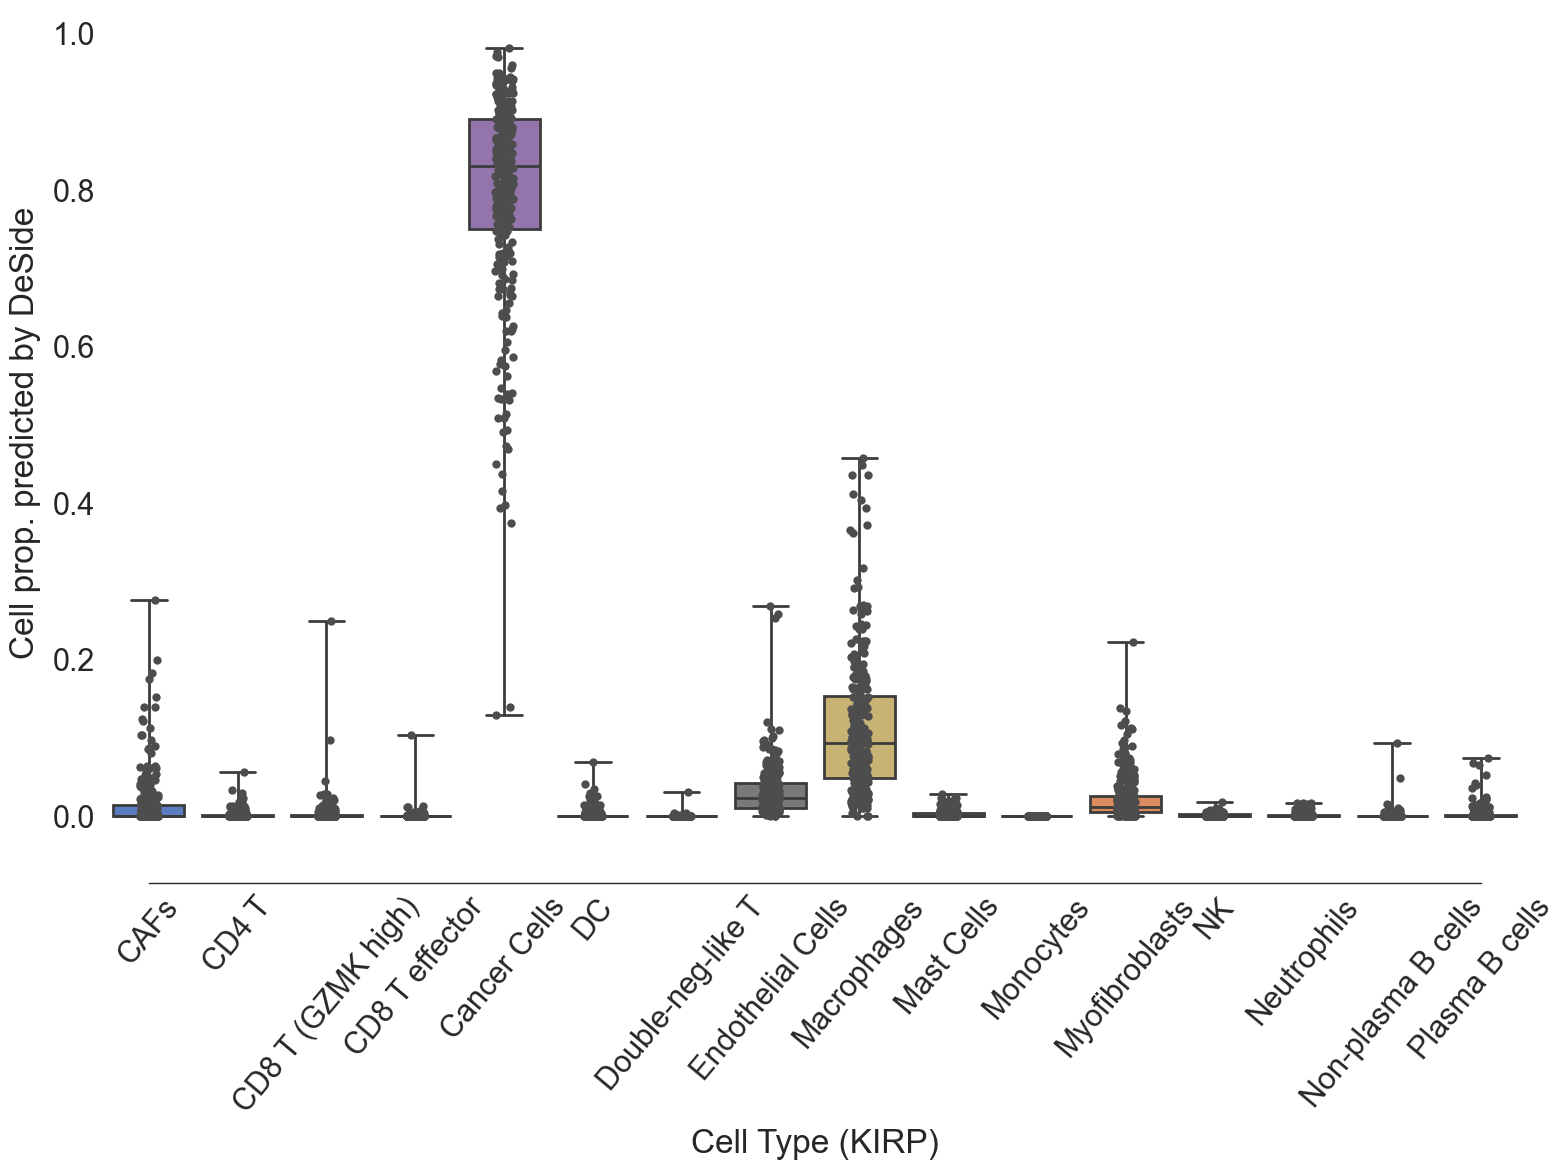 1.0
0.8
0.6
0.4
0.2
0.0
Cell prop. predicted by DeSide
CAFs
CD4 T
CD8 T (GZMK high)
CD8 T effector
Cancer Cells
DC
Double-neg-like T
Endothelial Cells
Macrophages
Mast Cells
Monocytes
Myofibroblasts
NK
Neutrophils
Non-plasma B cells
Plasma B cells
Cell Type (KIRP)